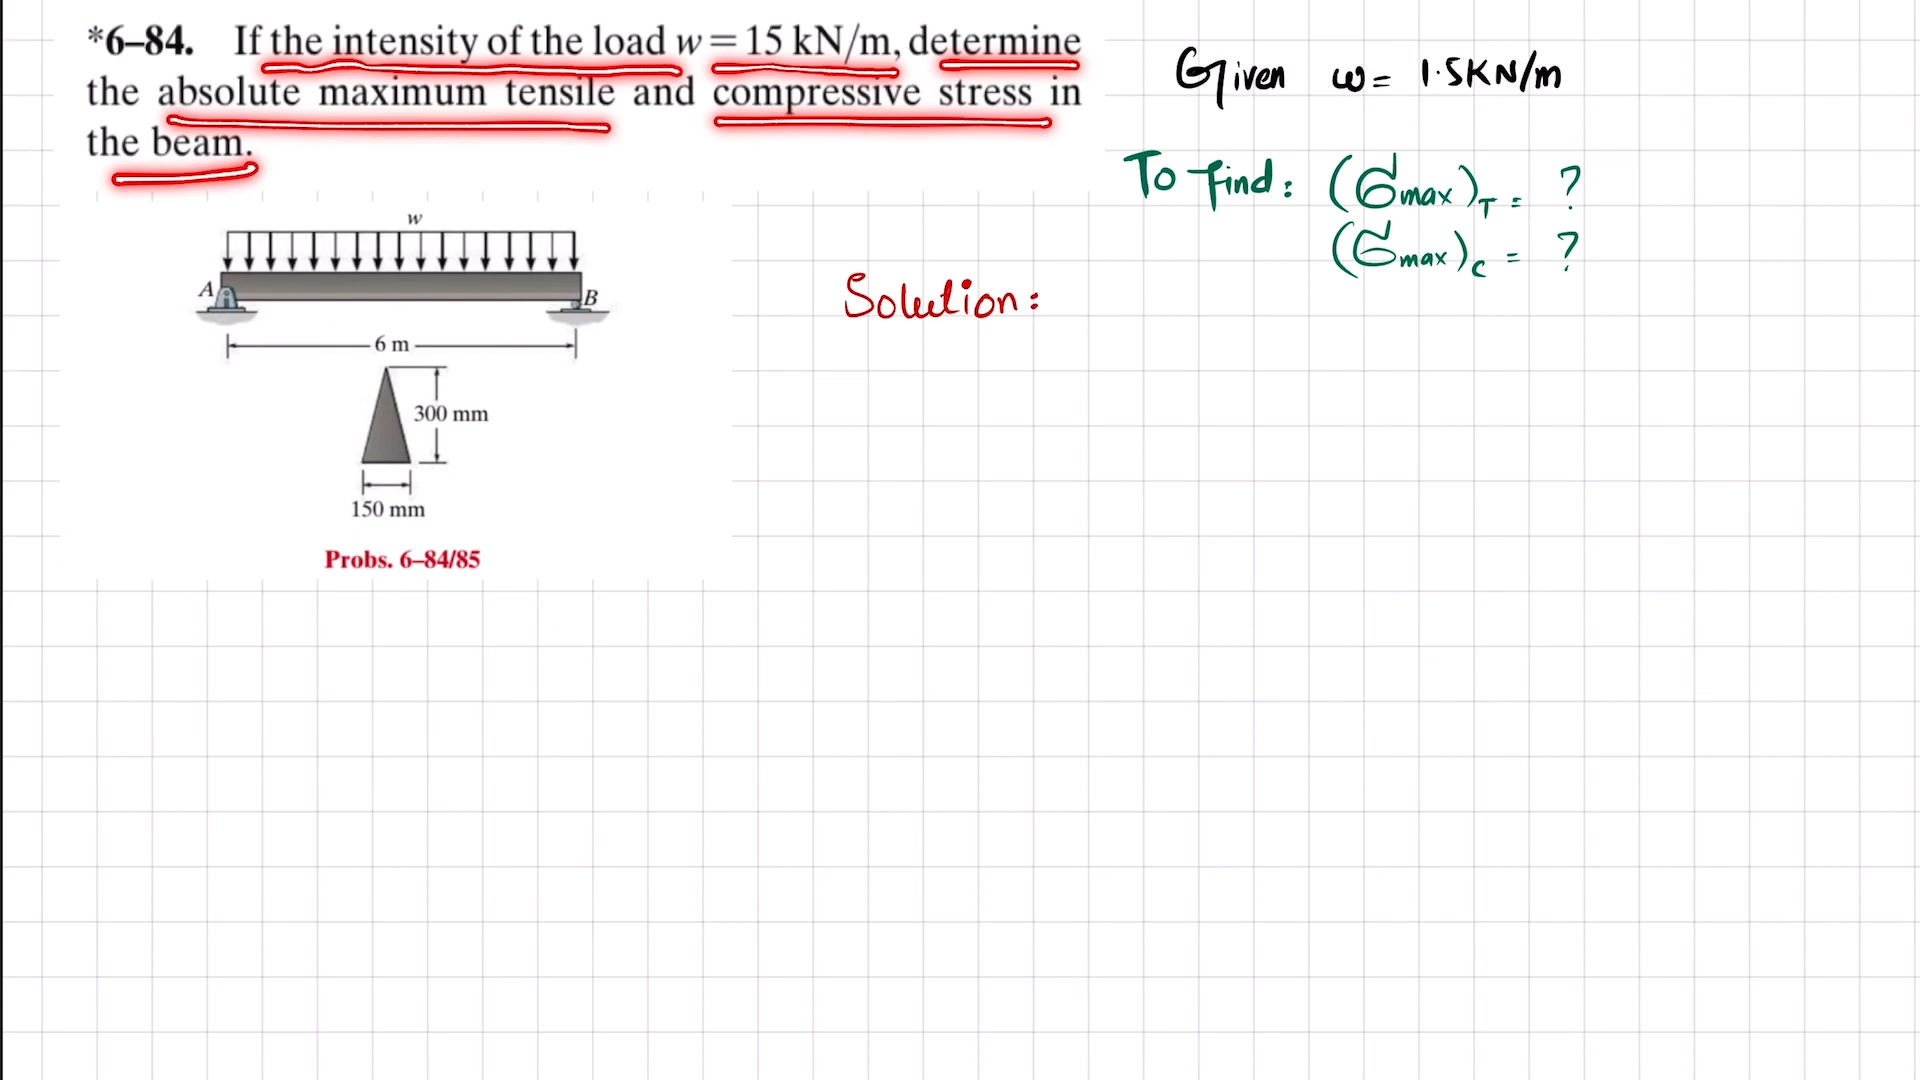 *6–84. If the intensity of the load w = 15 kN/m, determine
the absolute maximum tensile and compressive stress in
the beam.
Given w = 1.5KN/m
To find: (σmax)T = ?
(σmax)c = ?
Solution:
w
A
B
6 m
300 mm
150 mm
Probs. 6–84/85